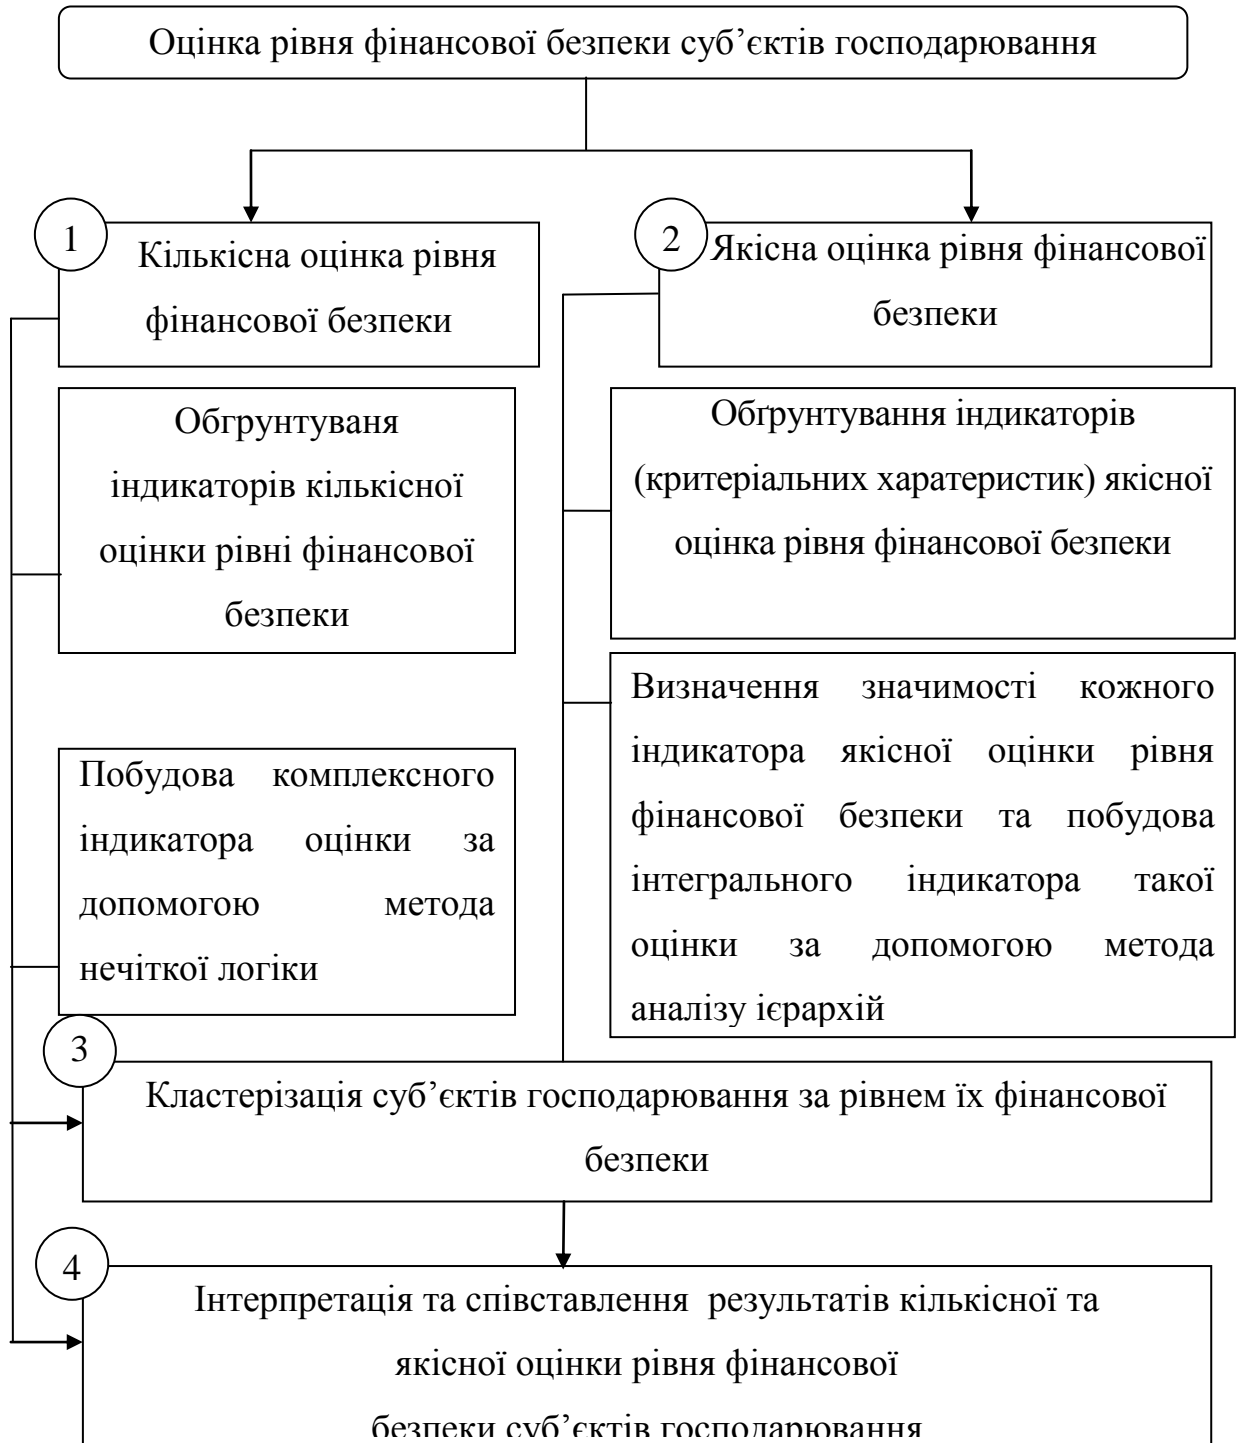 Оцінка рівня фінансової безпеки суб’єктів господарювання
1
Кількісна оцінка рівня
фінансової безпеки
2
Якісна оцінка рівня фінансової
безпеки
Обгрунтуваня
індикаторів кількісної
оцінки рівні фінансової
безпеки
Обґрунтування індикаторів
(критеріальних харатеристик) якісної
оцінка рівня фінансової безпеки
Побудова комплексного
індикатора оцінки за
допомогою метода
нечіткої логіки
Визначення значимості кожного
індикатора якісної оцінки рівня
фінансової безпеки та побудова
інтегрального індикатора такої
оцінки за допомогою метода
аналізу ієрархій
3
Кластерізація суб’єктів господарювання за рівнем їх фінансової
безпеки
4
Інтерпретація та співставлення результатів кількісної та
якісної оцінки рівня фінансової
безпеки суб’єктів господарювання